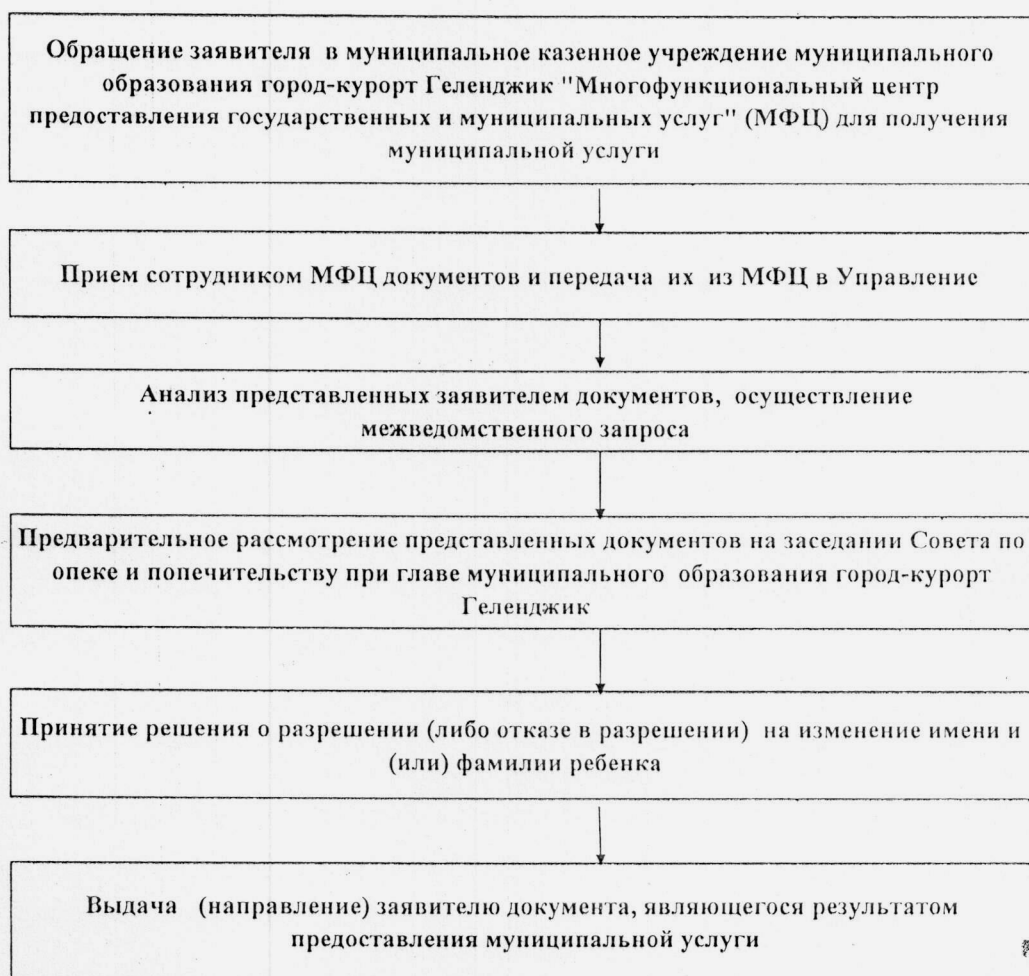 Обращение заявителя в муниципальное казенное учреждение муниципального
образования город-курорт Геленджик "Многофункциональный центр
предоставления государственных и муниципальных услуг" (МФЦ) для получения
муниципальной услуги
Прием сотрудником МФЦ документов и передача их из МФЦ в Управление
Анализ представленных заявителем документов, осуществление
межведомственного запроса
Предварительное рассмотрение представленных документов на заседании Совета по
опеке и попечительству при главе муниципального образования город-курорт
Геленджик
Принятие решения о разрешении (либо отказе в разрешении) на изменение имени и
(или) фамилии ребенка
Выдача (направление) заявителю документа, являющегося результатом
предоставления муниципальной услуги